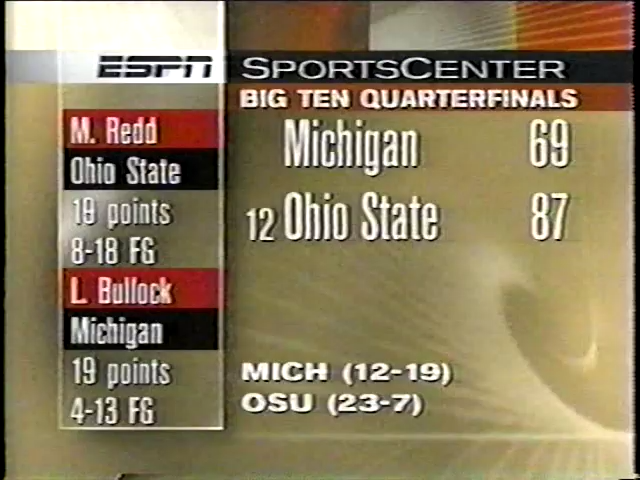 ESPN SPORTSCENTER
BIG TEN QUARTERFINALS
Michigan 69
12 Ohio State 87
MICH (12-19)
OSU (23-7)
M. Redd
Ohio State
19 points
8-18 FG
L. Bullock
Michigan
19 points
4-13 FG